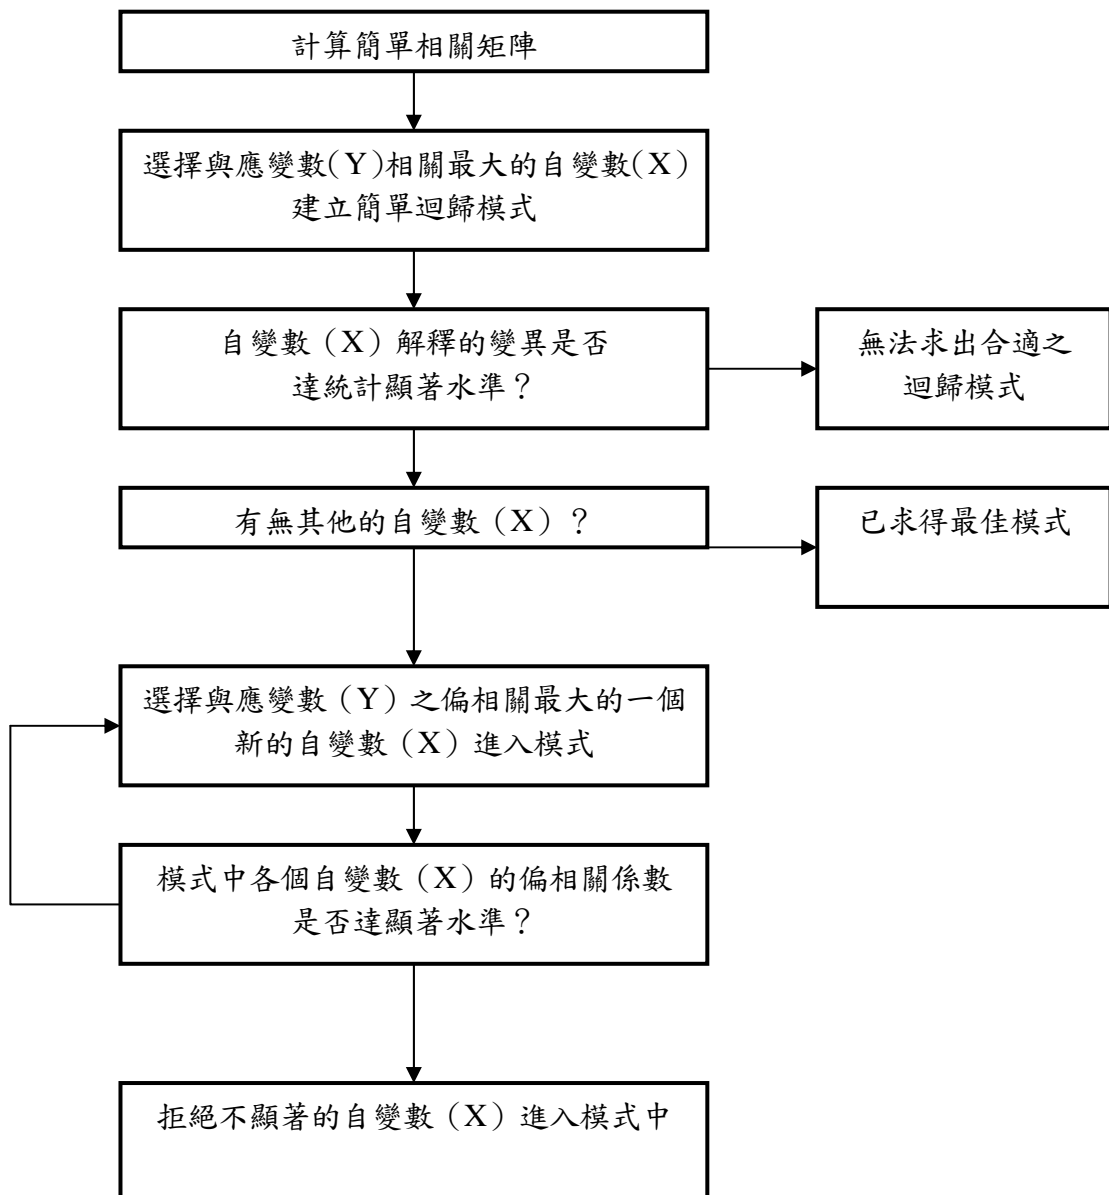 計算簡單相關矩陣
選擇與應變數(Y)相關最大的自變數(X)
建立簡單迴歸模式
自變數（X）解釋的變異是否
達統計顯著水準？
無法求出合適之
迴歸模式
有無其他的自變數（X）？
已求得最佳模式
選擇與應變數（Y）之偏相關最大的一個
新的自變數（X）進入模式
模式中各個自變數（X）的偏相關係數
是否達顯著水準？
拒絕不顯著的自變數（X）進入模式中